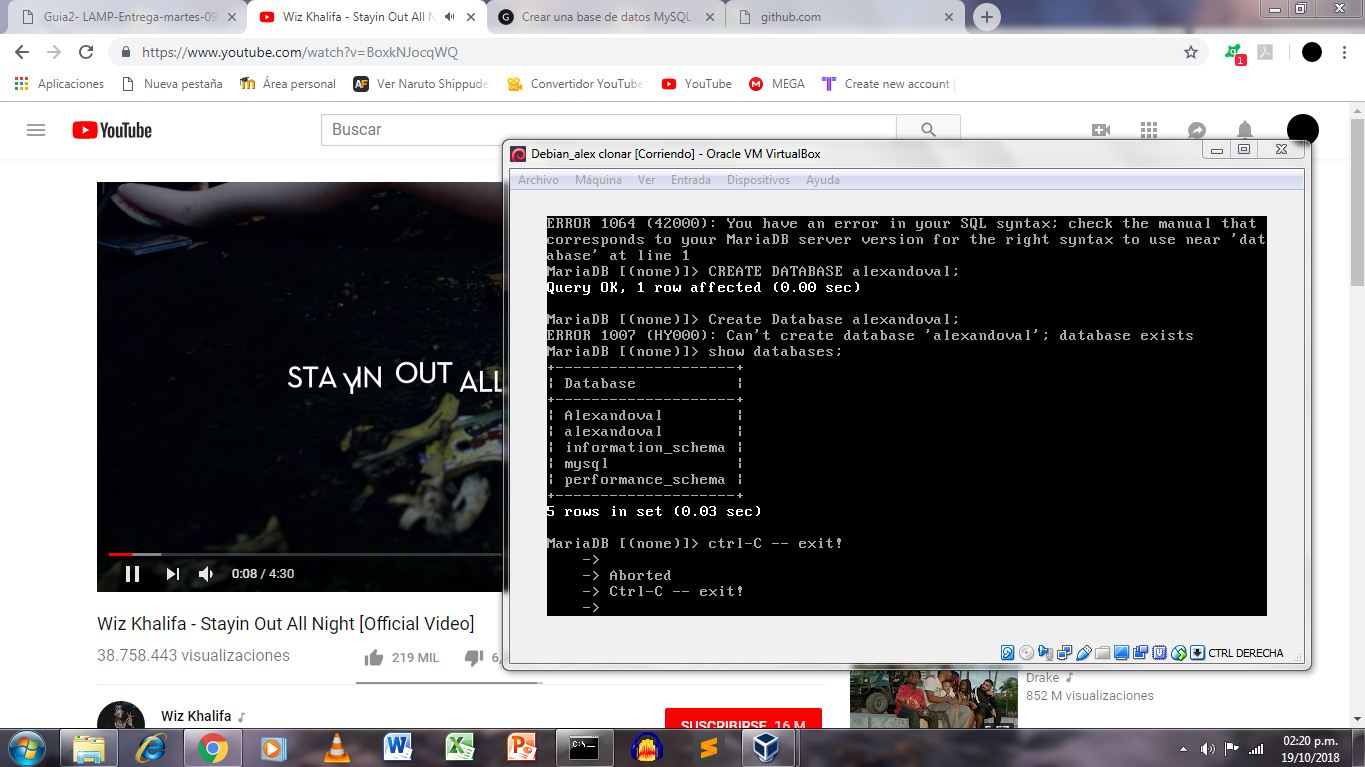 Guia2- LAMP-Entrega-martes-09
Wiz Khalifa - Stayin Out All N
Crear una base de datos MySQL
github.com
https://www.youtube.com/watch?v=BoxkNJocqWQ
1
Aplicaciones
Nueva pestaña
Área personal
Ver Naruto Shippude
Convertidor YouTube
YouTube
MEGA
Create new account |
YouTube
Buscar
Debian_alex clonar [Corriendo] - Oracle VM VirtualBox
Archivo Máquina Ver Entrada Dispositivos Ayuda
ERROR 1064 (42000): You have an error in your SQL syntax; check the manual that
corresponds to your MariaDB server version for the right syntax to use near 'dat
abase' at line 1
MariaDB [(none)]> CREATE DATABASE alexandoval;
Query OK, 1 row affected (0.00 sec)
MariaDB [(none)]> Create Database alexandoval;
ERROR 1007 (HY000): Can't create database 'alexandoval'; database exists
MariaDB [(none)]> show databases;
+--------------------+
| Database           |
+--------------------+
| Alexandoval        |
| alexandoval        |
| information_schema |
| mysql              |
| performance_schema |
+--------------------+
5 rows in set (0.03 sec)
MariaDB [(none)]> ctrl-C -- exit!
    ->
    -> Aborted
    -> Ctrl-C -- exit!
    ->
CTRL DERECHA
STAYIN OUT ALL
0:08 / 4:30
Wiz Khalifa - Stayin Out All Night [Official Video]
38.758.443 visualizaciones
219 MIL
6,
Wiz Khalifa
SUSCRIBIRSE 16 M
Drake
852 M visualizaciones
02:20 p.m.
19/10/2018